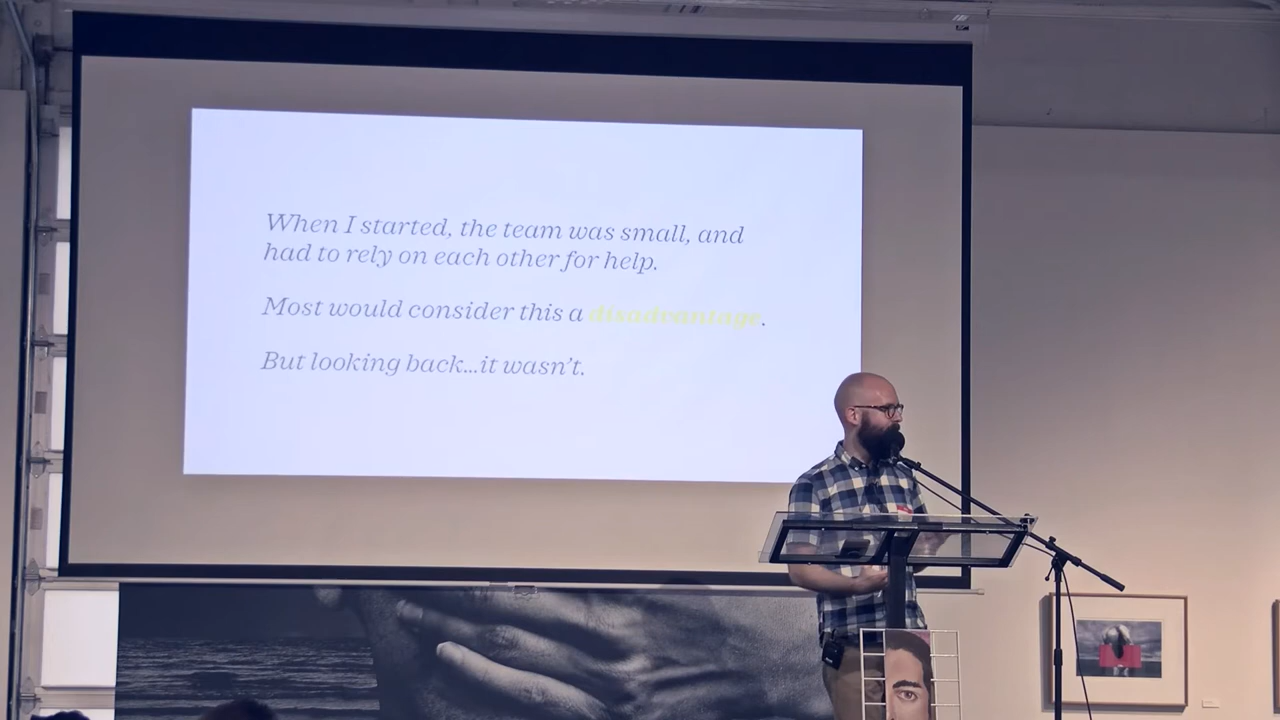 When I started, the team was small, and
had to rely on each other for help.
Most would consider this a disadvantage.
But looking back...it wasn't.